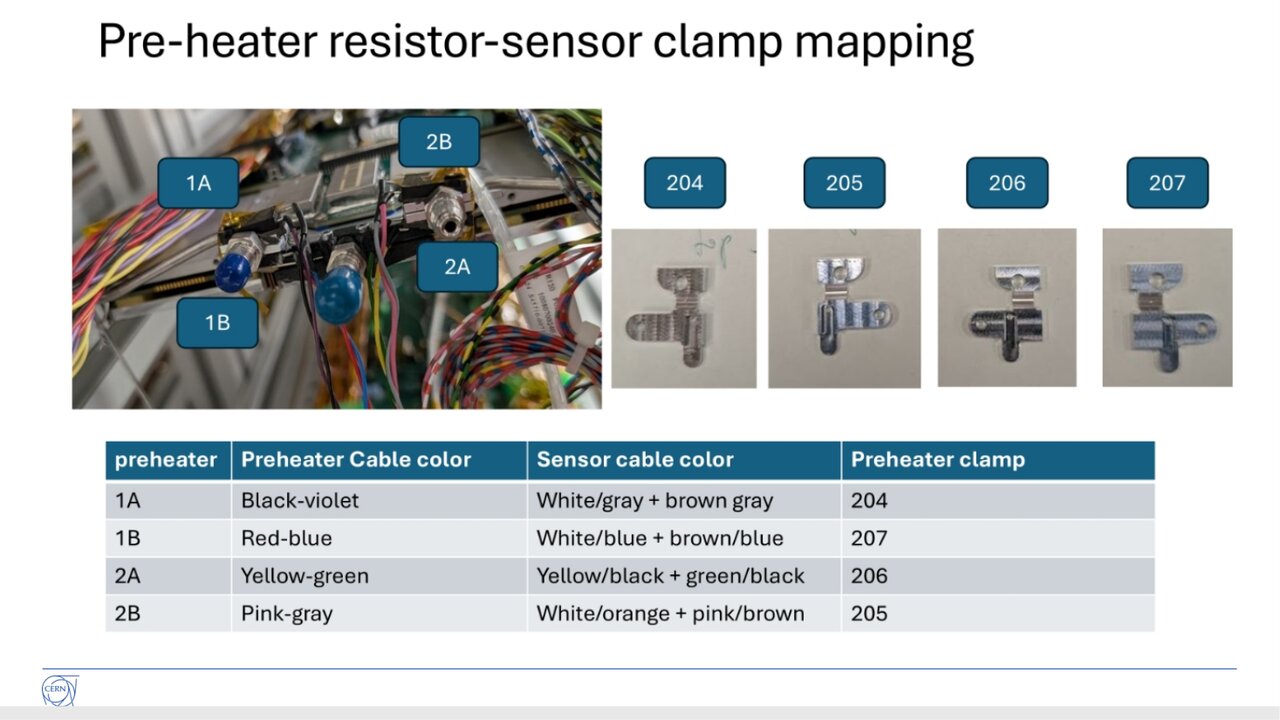 Pre-heater resistor-sensor clamp mapping
2B
1A
2A
1B
204
205
206
207
preheater Preheater Cable color Sensor cable color Preheater clamp
1A Black-violet White/gray + brown gray 204
1B Red-blue White/blue + brown/blue 207
2A Yellow-green Yellow/black + green/black 206
2B Pink-gray White/orange + pink/brown 205
CERN